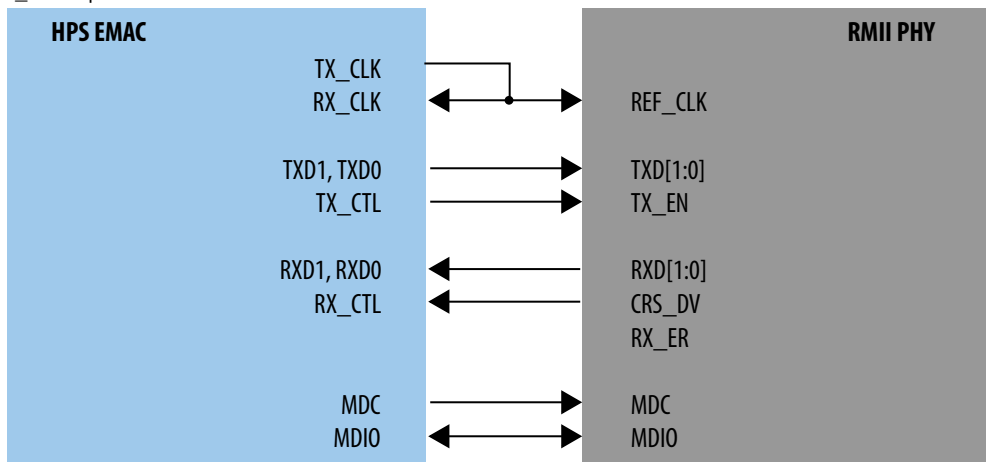 HPS EMAC RMII PHY
TX_CLK
RX_CLK REF_CLK
TXD1, TXD0 TXD[1:0]
TX_CTL TX_EN
RXD1, RXD0 RXD[1:0]
RX_CTL CRS_DV
RX_ER
MDC MDC
MDIO MDIO